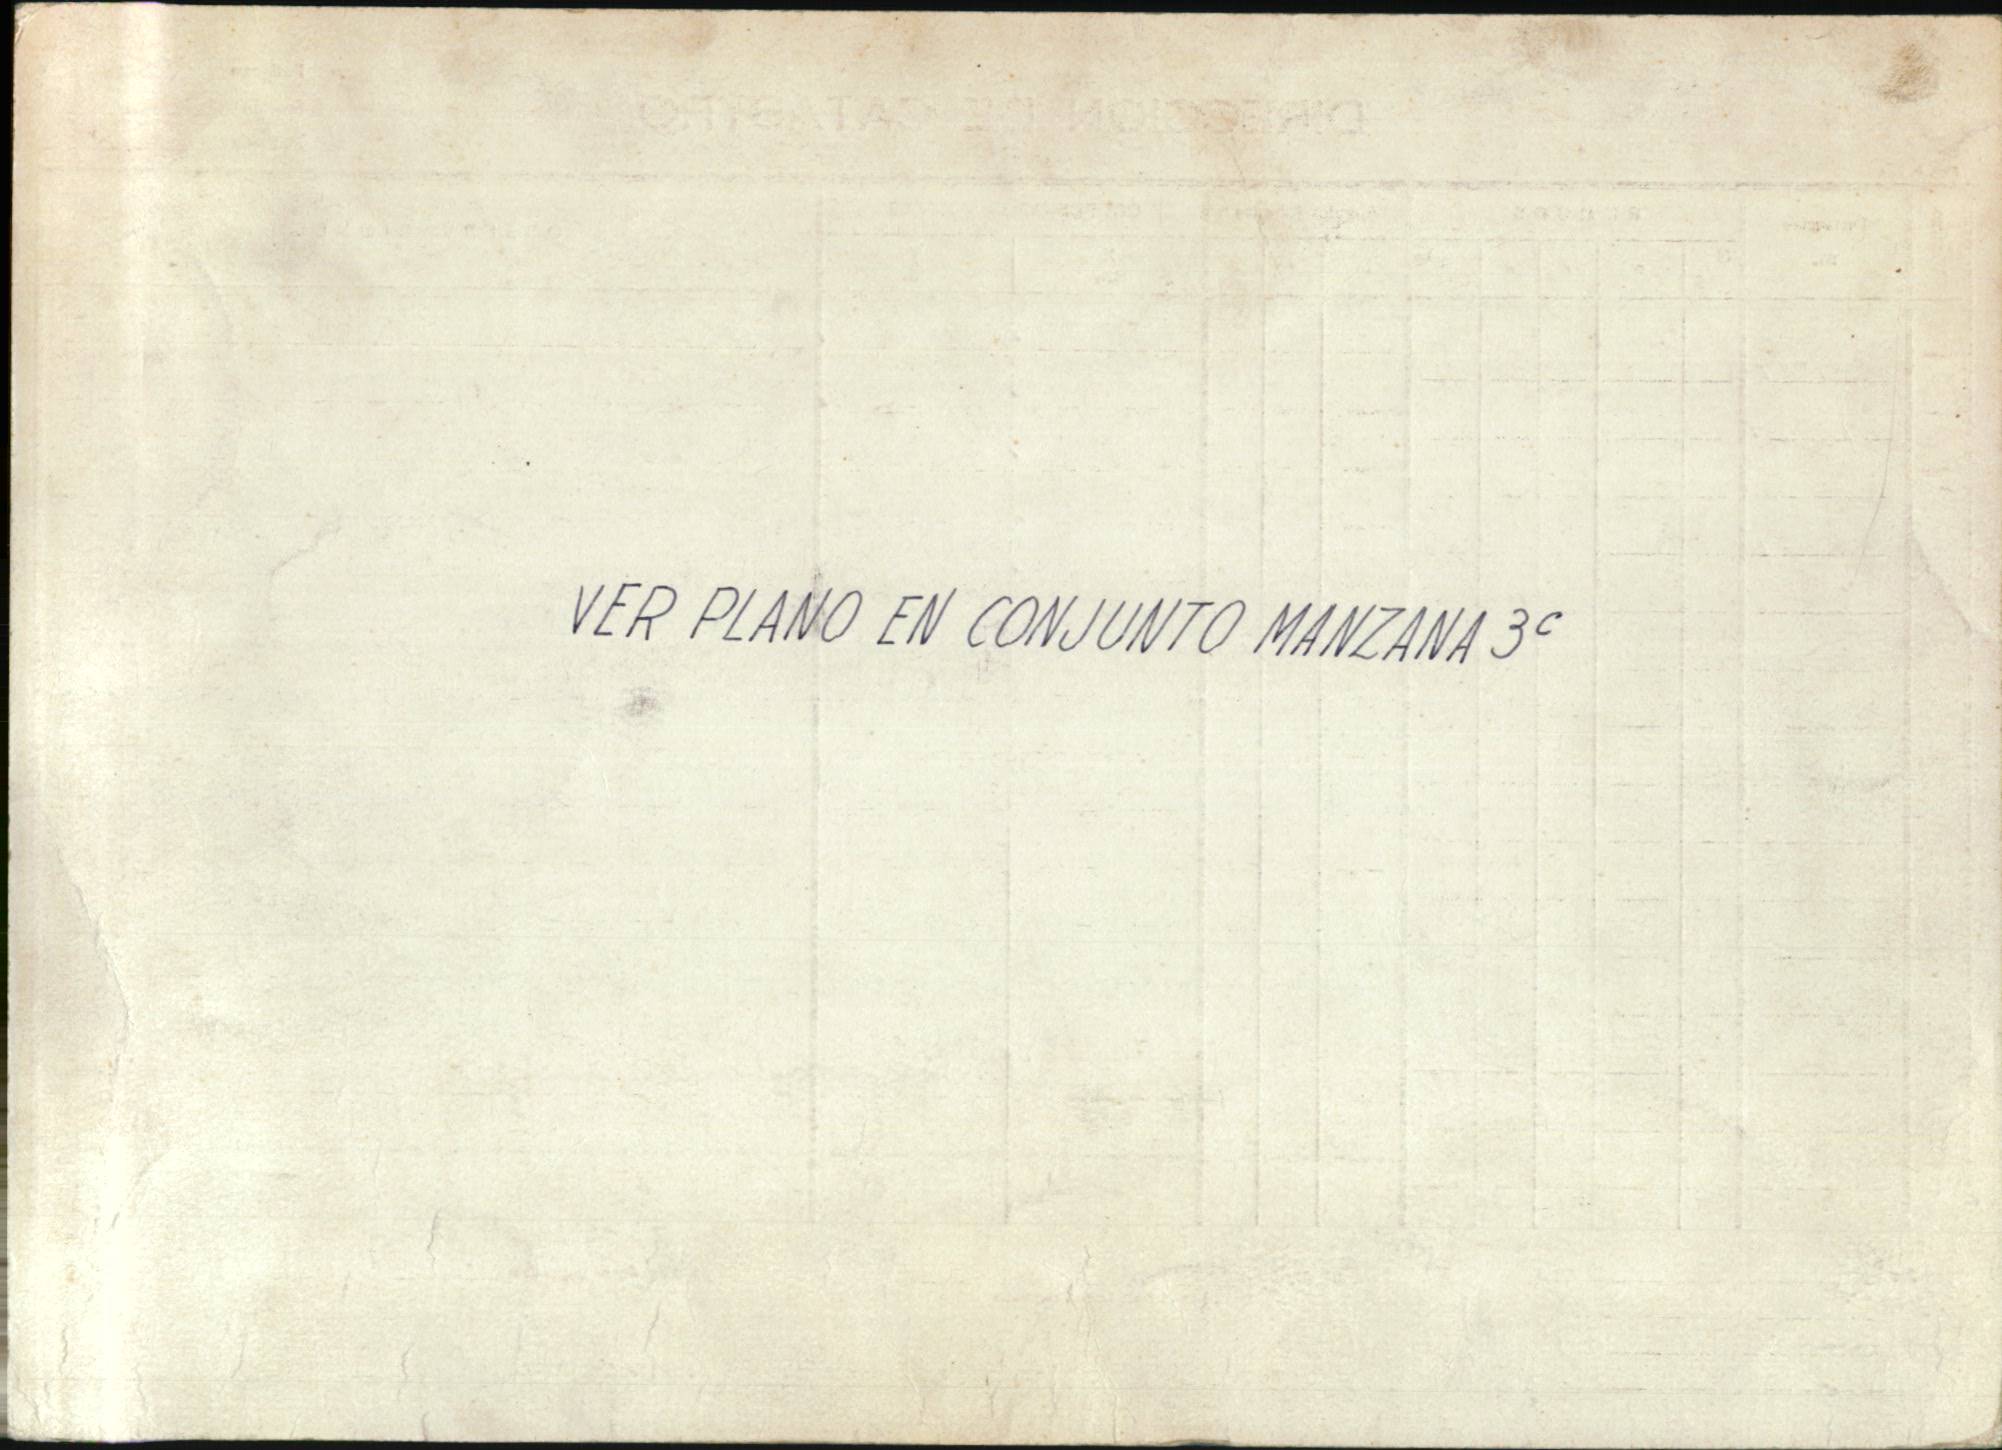 VER PLANO EN CONJUNTO MANZANA 3c